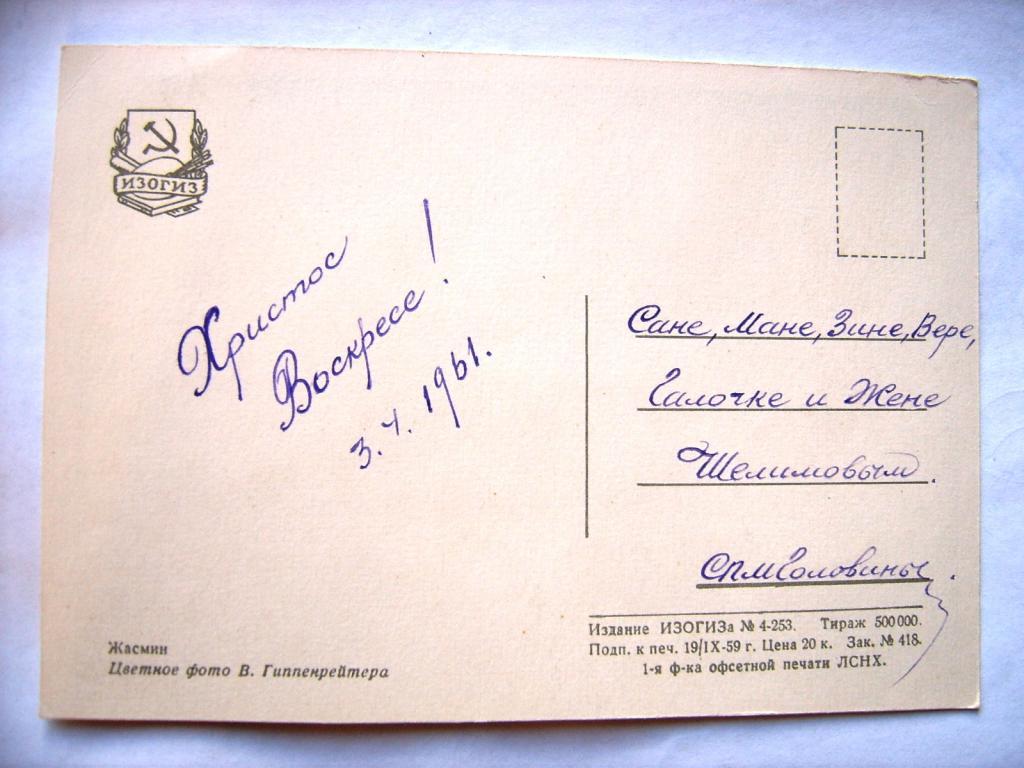 ИЗОГИЗ
Христос
Воскресе!
3.4.1961.
Сане, Мане, Зине, Вере,
Галочке и Жене
Шелимовым.
СПМГоловины.
Жасмин
Цветное фото В. Гиппенрейтера
Издание ИЗОГИЗа № 4-253. Тираж 500 000.
Подп. к печ. 19/IX-59 г. Цена 20 к. Зак. № 418.
1-я ф-ка офсетной печати ЛСНХ.